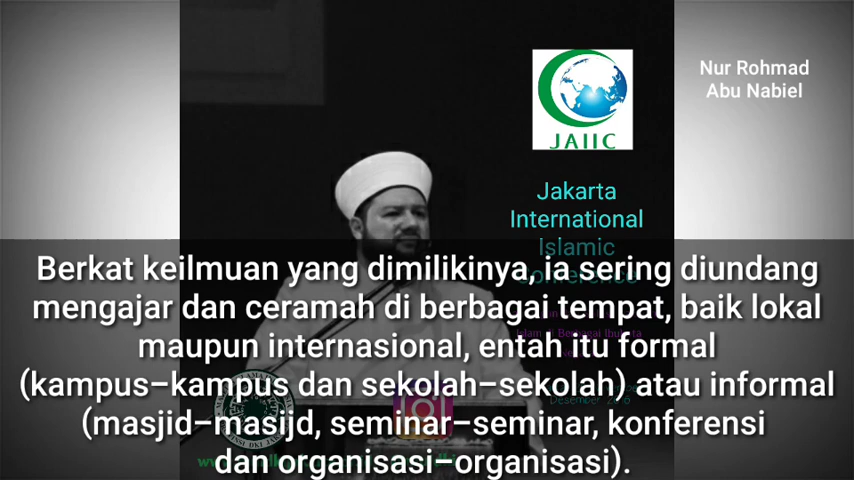 Nur Rohmad
Abu Nabiel
JAIIC
Jakarta
International
Islamic
Berkat keilmuan yang dimilikinya, ia sering diundang
mengajar dan ceramah di berbagai tempat, baik lokal
maupun internasional, entah itu formal
(kampus–kampus dan sekolah–sekolah) atau informal
(masjid–masijd, seminar–seminar, konferensi
dan organisasi–organisasi).